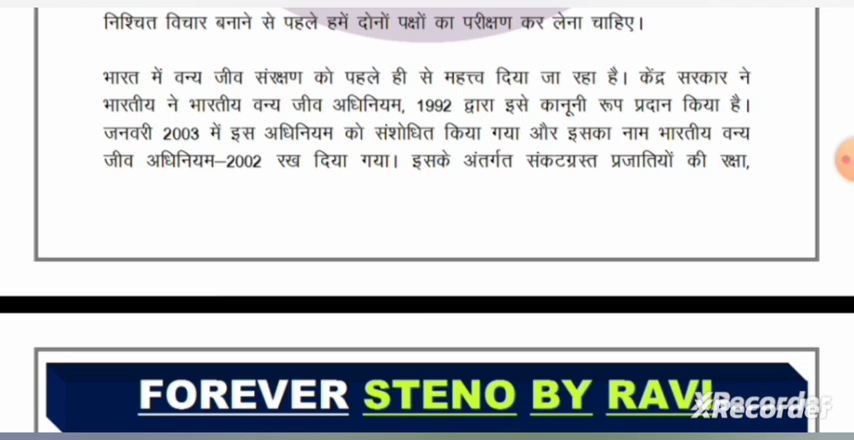 निश्चित विचार बनाने से पहले हमें दोनों पक्षों का परीक्षण कर लेना चाहिए।
भारत में वन्य जीव संरक्षण को पहले ही से महत्त्व दिया जा रहा है। केंद्र सरकार ने
भारतीय ने भारतीय वन्य जीव अधिनियम, 1992 द्वारा इसे कानूनी रूप प्रदान किया है।
जनवरी 2003 में इस अधिनियम को संशोधित किया गया और इसका नाम भारतीय वन्य
जीव अधिनियम–2002 रख दिया गया। इसके अंतर्गत संकटग्रस्त प्रजातियों की रक्षा,
FOREVER STENO BY RAVI
XRecorder